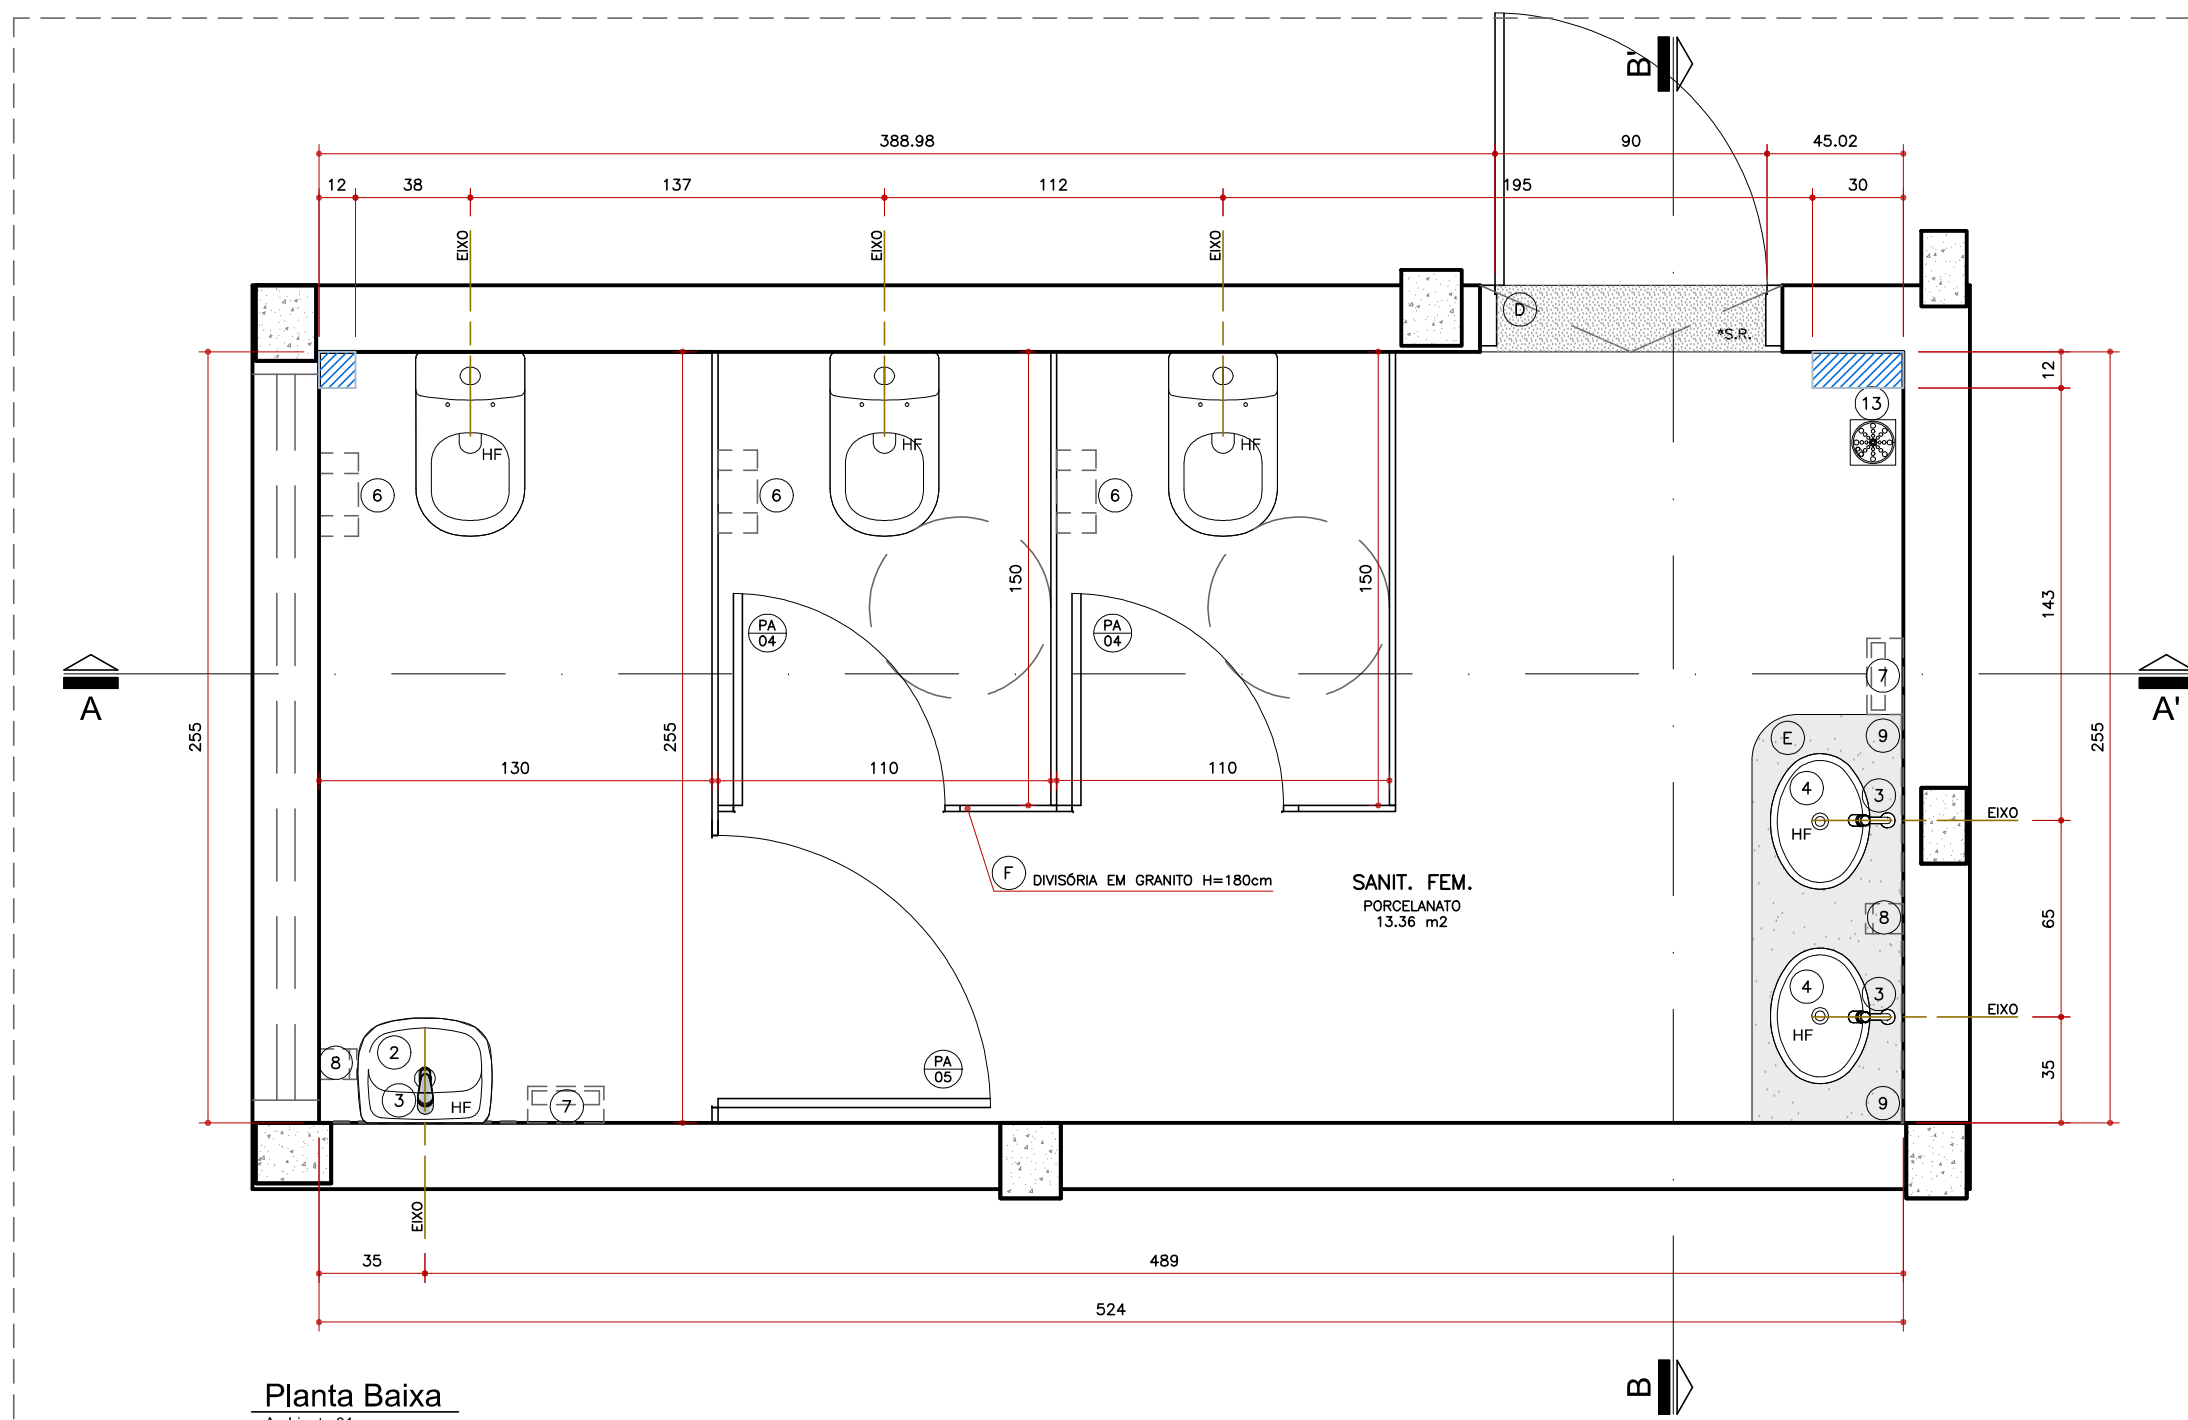 B'
388.98 90 45.02
12 38 137 112 195 30
EIXO EIXO EIXO
D
*S.R.
12
13
HF HF HF
6 6 6
150 150
143
PA
04
PA
04
7
A A'
255 255 255
E 9
130 110 110
4 3
EIXO
HF
F DIVISÓRIA EM GRANITO H=180cm
SANIT. FEM.
PORCELANATO
13.36 m2
8
65
4 3
EIXO
HF
8 2
PA
05
35
3 HF 7
9
EIXO
35 489
524
B
Planta Baixa